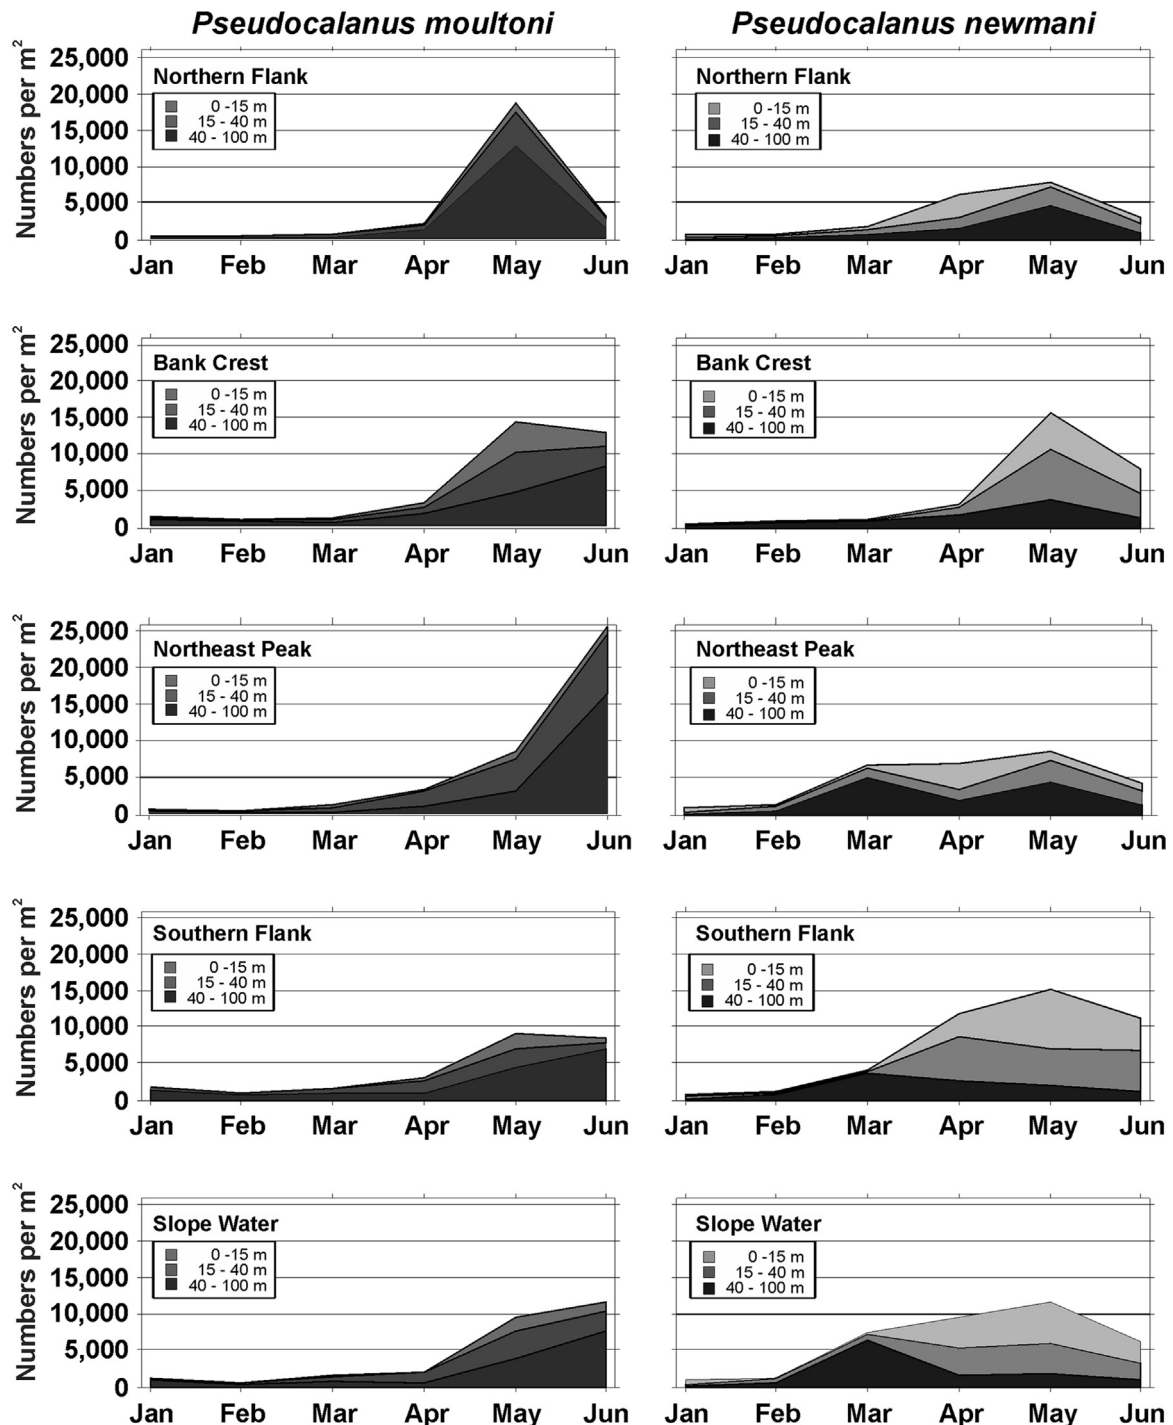 Pseudocalanus moultoni
Pseudocalanus newmani
Numbers per m²
25,000
20,000
15,000
10,000
5,000
0
Northern Flank
0 -15 m
15 - 40 m
40 - 100 m
Jan Feb Mar Apr May Jun
Northern Flank
0 -15 m
15 - 40 m
40 - 100 m
Jan Feb Mar Apr May Jun
Numbers per m²
25,000
20,000
15,000
10,000
5,000
0
Bank Crest
0 -15 m
15 - 40 m
40 - 100 m
Jan Feb Mar Apr May Jun
Bank Crest
0 -15 m
15 - 40 m
40 - 100 m
Jan Feb Mar Apr May Jun
Numbers per m²
25,000
20,000
15,000
10,000
5,000
0
Northeast Peak
0 -15 m
15 - 40 m
40 - 100 m
Jan Feb Mar Apr May Jun
Northeast Peak
0 -15 m
15 - 40 m
40 - 100 m
Jan Feb Mar Apr May Jun
Numbers per m²
25,000
20,000
15,000
10,000
5,000
0
Southern Flank
0 -15 m
15 - 40 m
40 - 100 m
Jan Feb Mar Apr May Jun
Southern Flank
0 -15 m
15 - 40 m
40 - 100 m
Jan Feb Mar Apr May Jun
Numbers per m²
25,000
20,000
15,000
10,000
5,000
0
Slope Water
0 -15 m
15 - 40 m
40 - 100 m
Jan Feb Mar Apr May Jun
Slope Water
0 -15 m
15 - 40 m
40 - 100 m
Jan Feb Mar Apr May Jun